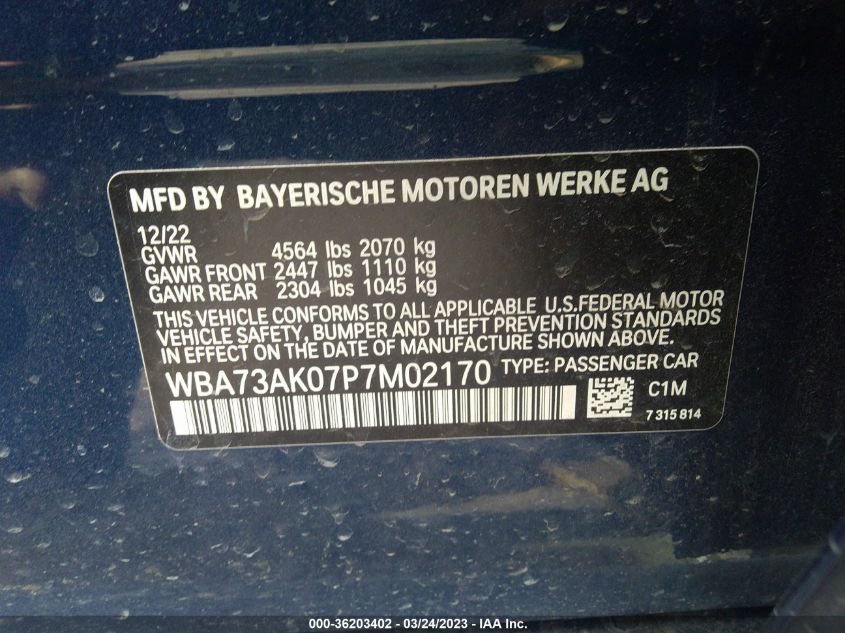 MFD BY BAYERISCHE MOTOREN WERKE AG
12/22
GVWR 4564 lbs 2070 kg
GAWR FRONT 2447 lbs 1110 kg
GAWR REAR 2304 lbs 1045 kg
THIS VEHICLE CONFORMS TO ALL APPLICABLE U.S.FEDERAL MOTOR
VEHICLE SAFETY, BUMPER AND THEFT PREVENTION STANDARDS
IN EFFECT ON THE DATE OF MANUFACTURE SHOWN ABOVE.
WBA73AK07P7M02170 TYPE: PASSENGER CAR
C1M
7 315 814
000-36203402 - 03/24/2023 - IAA Inc.